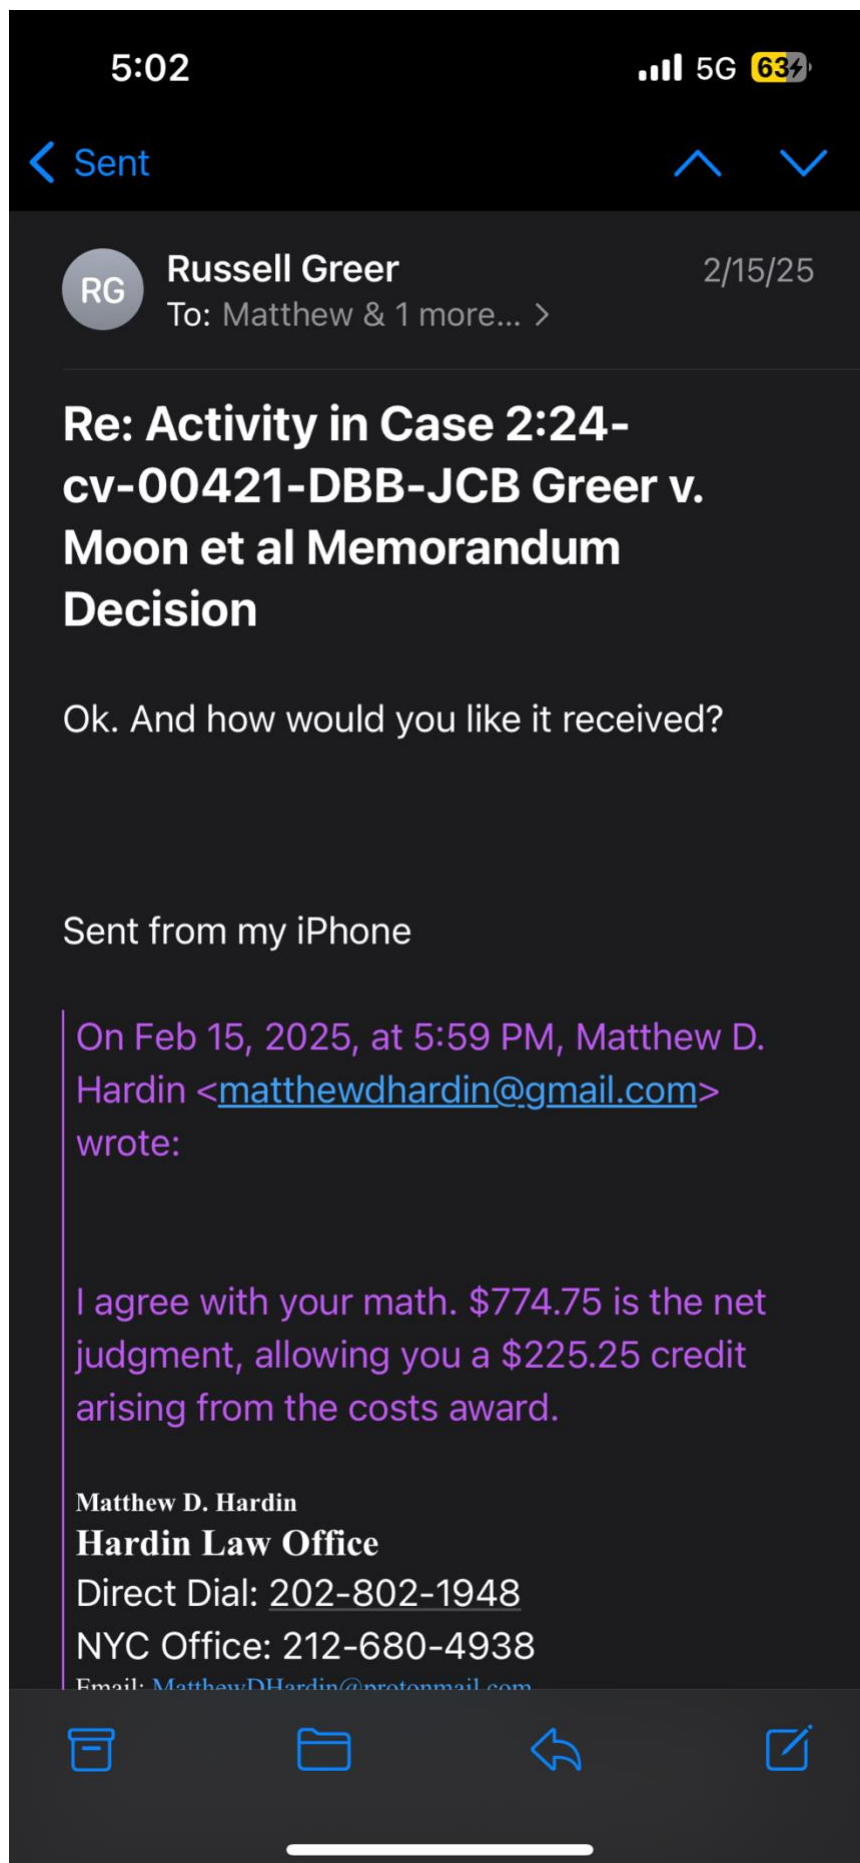 5:02
5G 63
Sent
RG
Russell Greer
2/15/25
To: Matthew & 1 more...
Re: Activity in Case 2:24-
cv-00421-DBB-JCB Greer v.
Moon et al Memorandum
Decision
Ok. And how would you like it received?
Sent from my iPhone
On Feb 15, 2025, at 5:59 PM, Matthew D.
Hardin <matthewdhardin@gmail.com>
wrote:
I agree with your math. $774.75 is the net
judgment, allowing you a $225.25 credit
arising from the costs award.
Matthew D. Hardin
Hardin Law Office
Direct Dial: 202-802-1948
NYC Office: 212-680-4938
Email: MatthewDHardin@protonmail.com